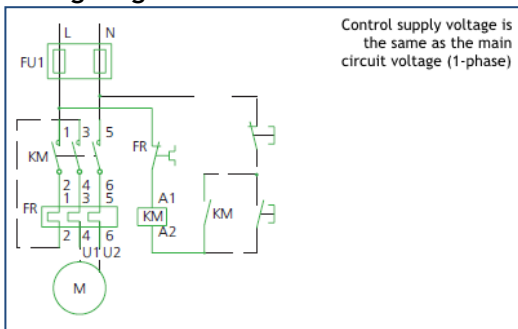 Control supply voltage is
the same as the main
circuit voltage (1-phase)
L N
FU1
1 3 5
KM
FR
2 4 6
1 3 5
FR
A1
KM
A2
KM
2 4 6
U1 U2
M